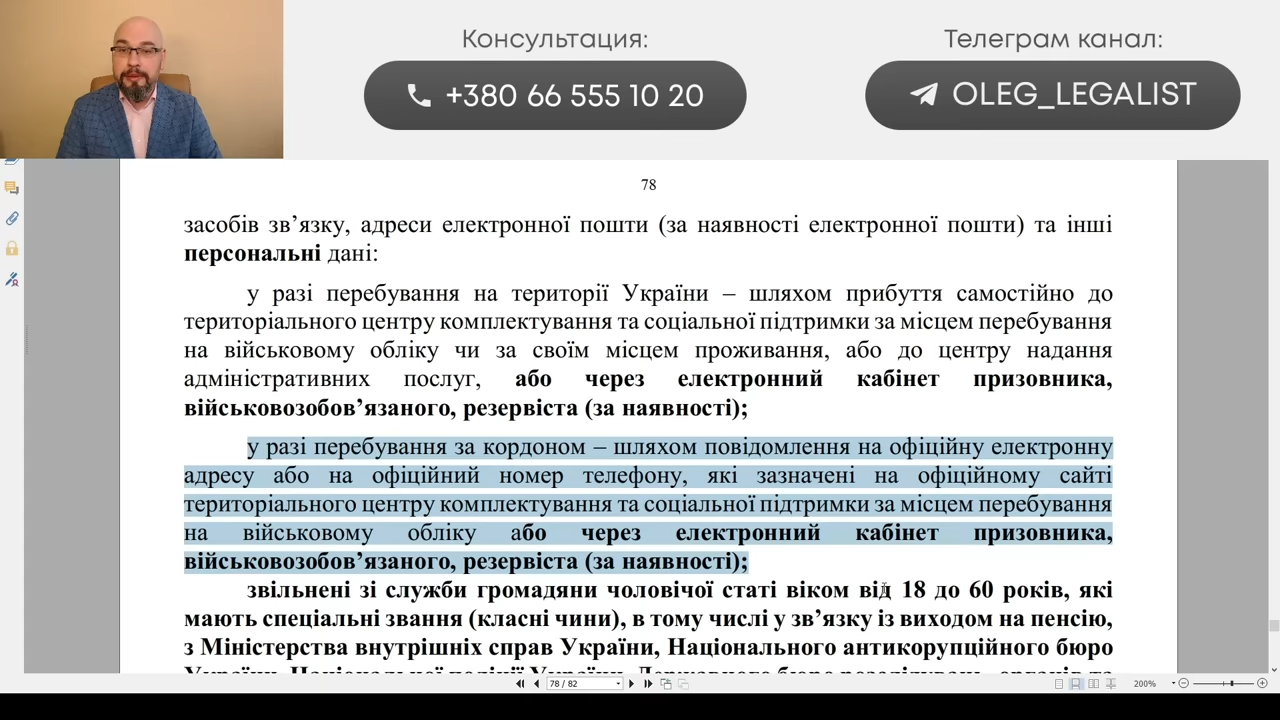 Консультация:
Телеграм канал:
+380 66 555 10 20
OLEG_LEGALIST
78
засобів зв’язку, адреси електронної пошти (за наявності електронної пошти) та інші
персональні дані:
у разі перебування на території України – шляхом прибуття самостійно до
територіального центру комплектування та соціальної підтримки за місцем перебування
на військовому обліку чи за своїм місцем проживання, або до центру надання
адміністративних послуг, або через електронний кабінет призовника,
військовозобов’язаного, резервіста (за наявності);
у разі перебування за кордоном – шляхом повідомлення на офіційну електронну
адресу або на офіційний номер телефону, які зазначені на офіційному сайті
територіального центру комплектування та соціальної підтримки за місцем перебування
на військовому обліку або через електронний кабінет призовника,
військовозобов’язаного, резервіста (за наявності);
звільнені зі служби громадяни чоловічої статі віком від 18 до 60 років, які
мають спеціальні звання (класні чини), в тому числі у зв’язку із виходом на пенсію,
з Міністерства внутрішніх справ України, Національного антикорупційного бюро
78 / 82
200%